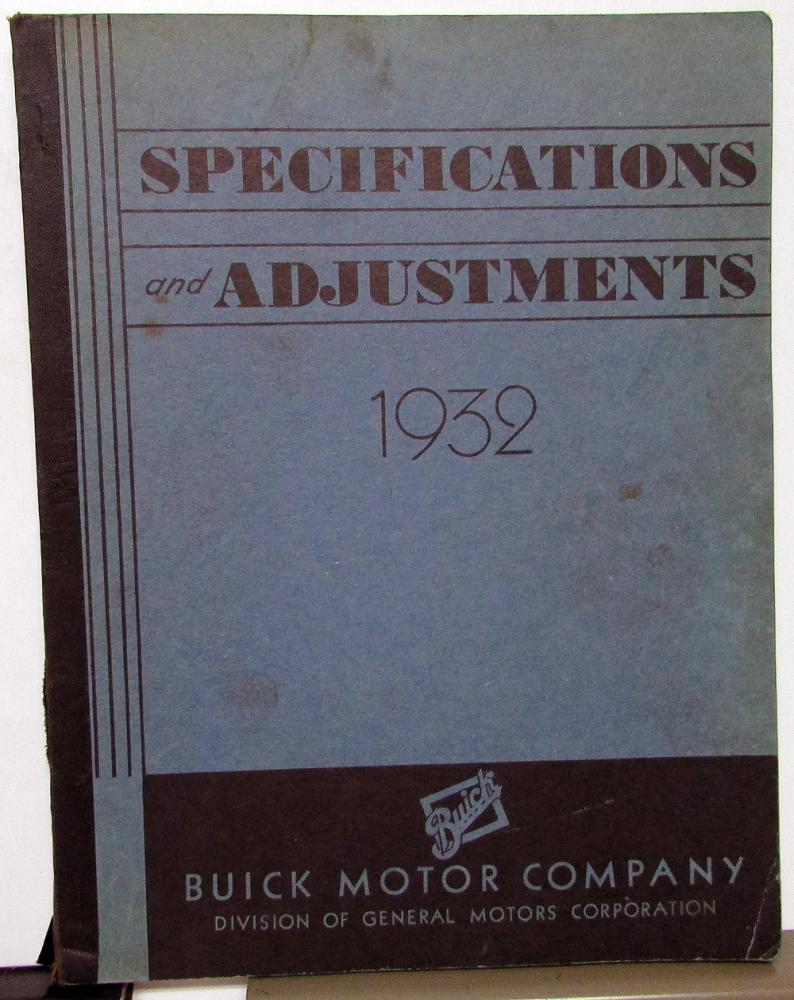 SPECIFICATIONS
and ADJUSTMENTS
1932
Buick
BUICK MOTOR COMPANY
DIVISION OF GENERAL MOTORS CORPORATION